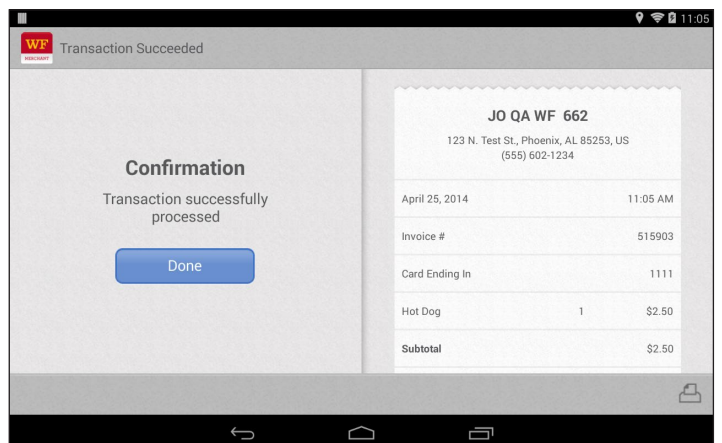 11:05
WF
MERCHANT
Transaction Succeeded
Confirmation
Transaction successfully
processed
Done
JO QA WF 662
123 N. Test St., Phoenix, AL 85253, US
(555) 602-1234
April 25, 2014 11:05 AM
Invoice # 515903
Card Ending In 1111
Hot Dog 1 $2.50
Subtotal $2.50